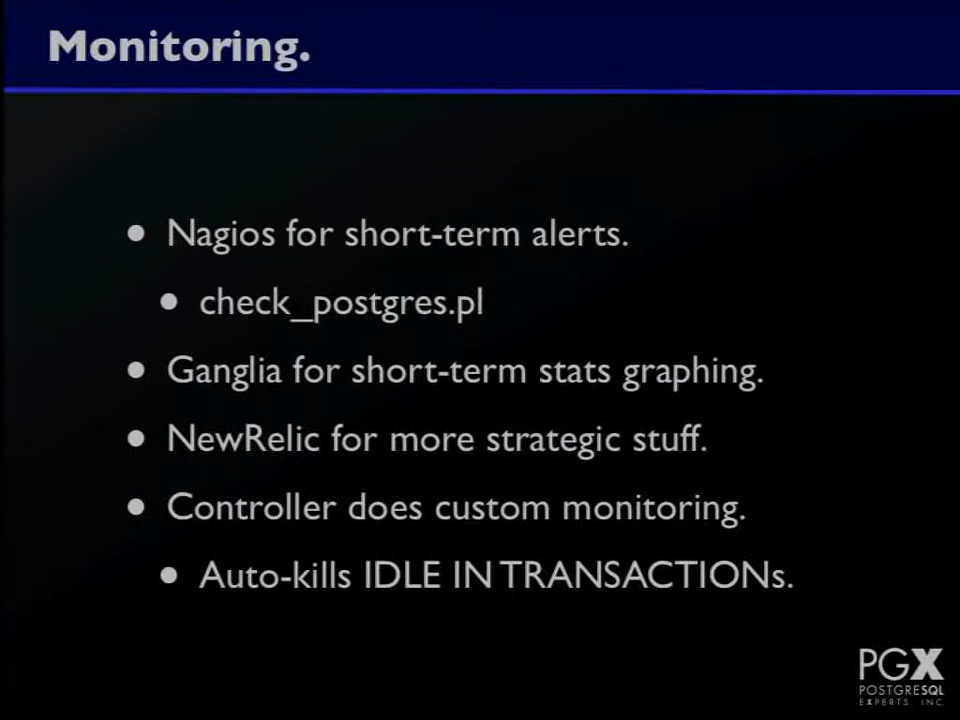 Monitoring.
• Nagios for short-term alerts.
• check_postgres.pl
• Ganglia for short-term stats graphing.
• NewRelic for more strategic stuff.
• Controller does custom monitoring.
• Auto-kills IDLE IN TRANSACTIONs.
PGX
POSTGRESQL
EXPERTS, INC.